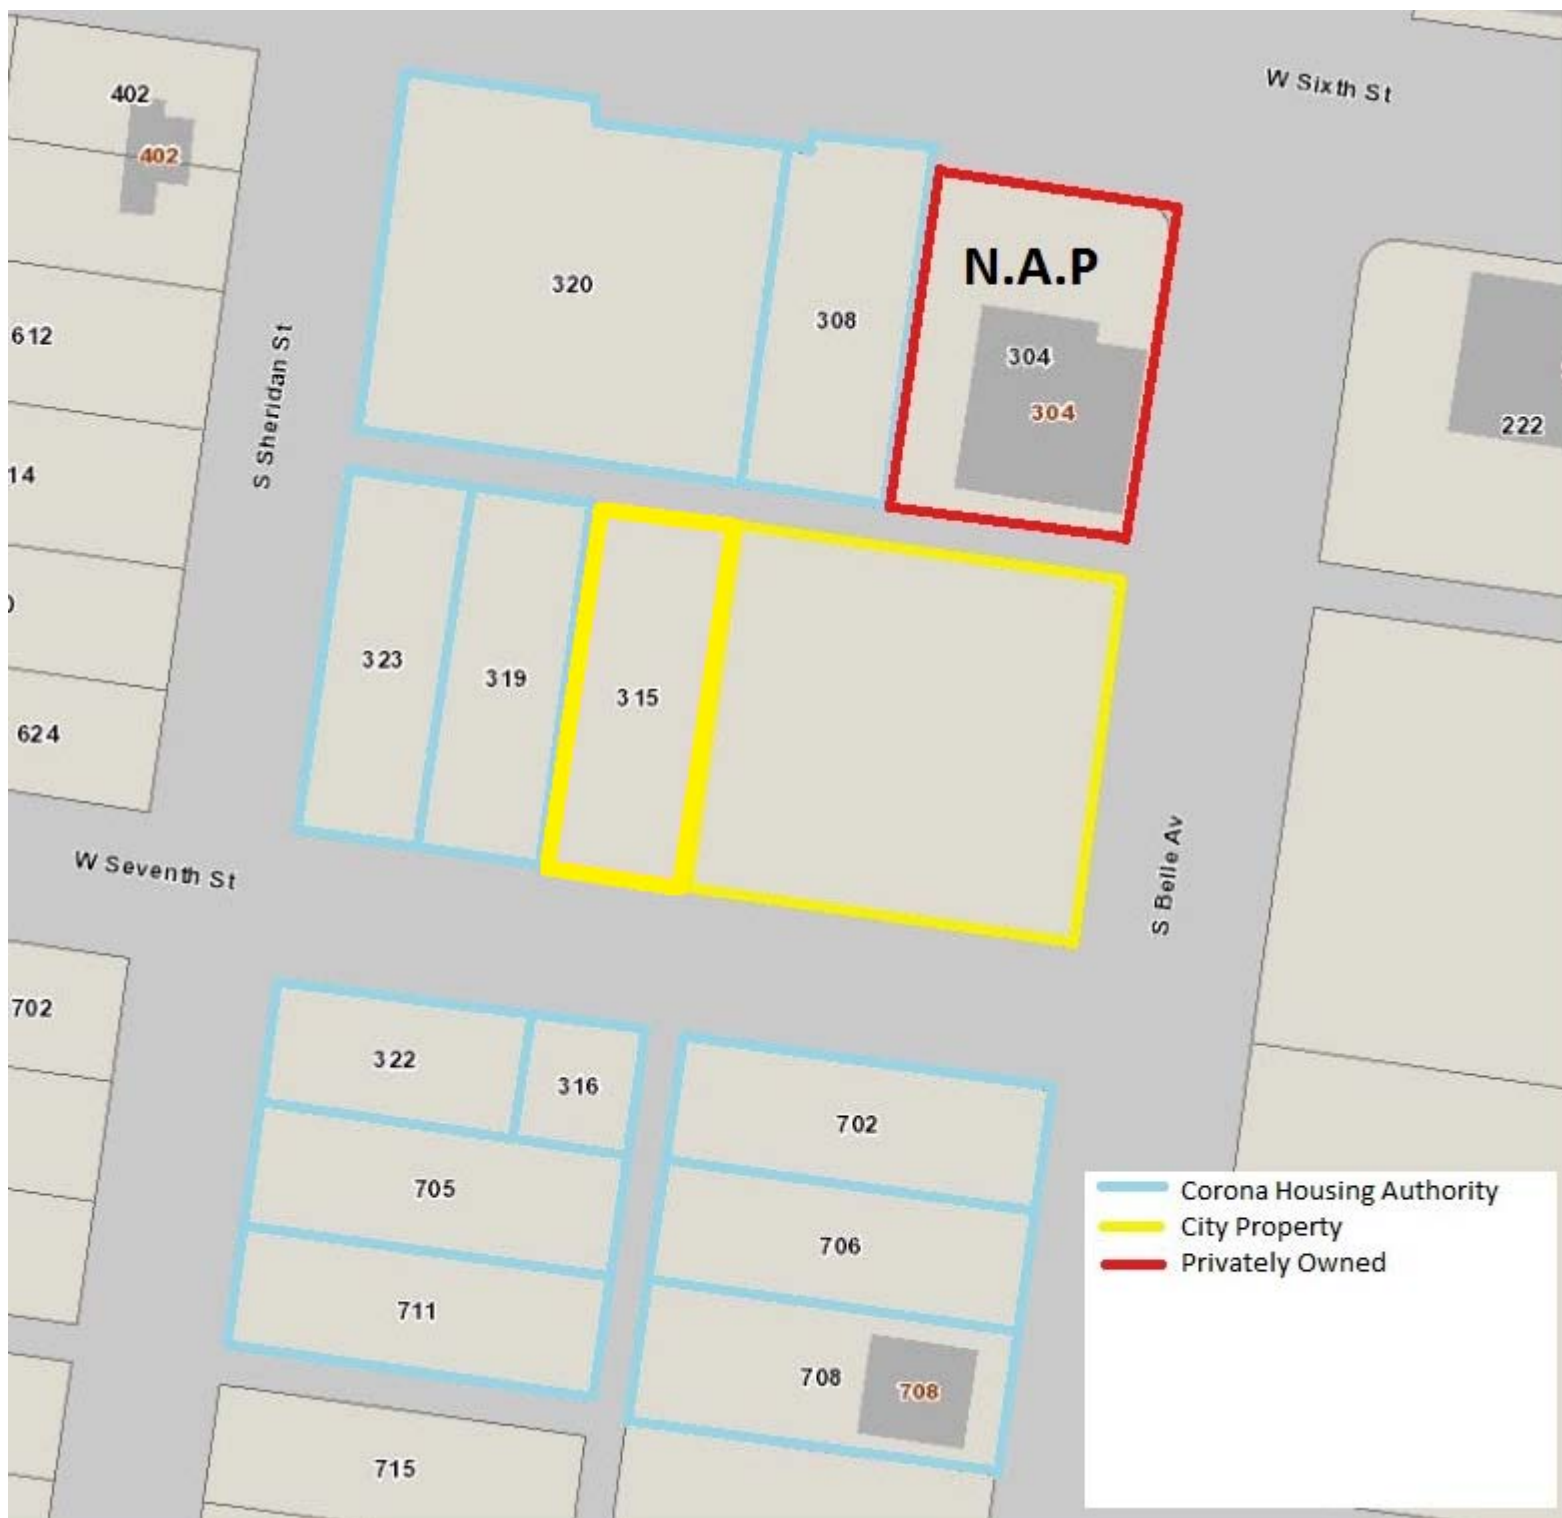 W Sixth St
402
402
N.A.P
320
308
612
304
304
222
S Sheridan St
14
323
319
315
624
W Seventh St
S Belle Av
702
322
316
702
705
706
711
708
708
715
Corona Housing Authority
City Property
Privately Owned